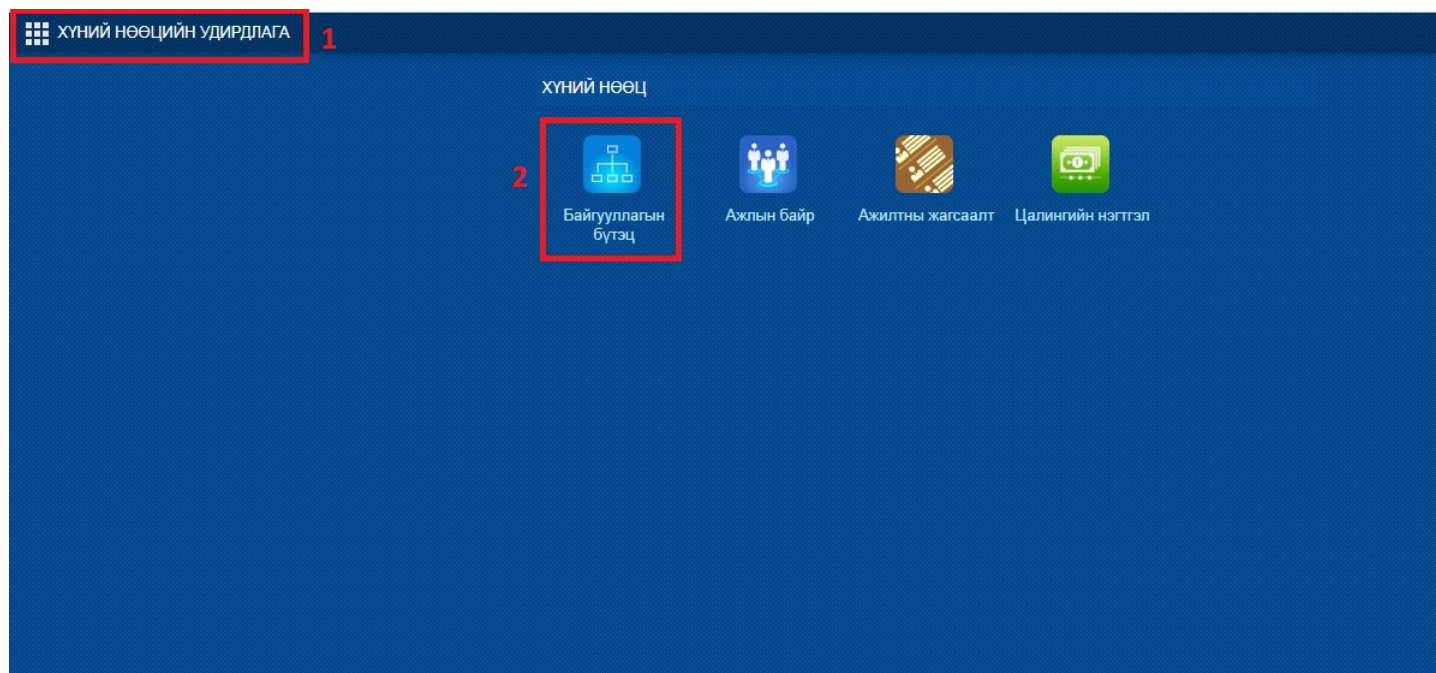 ХҮНИЙ НӨӨЦИЙН УДИРДЛАГА
1
ХҮНИЙ НӨӨЦ
2
Байгууллагын
бүтэц
Ажлын байр
Ажилтны жагсаалт
Цалингийн нэгтгэл